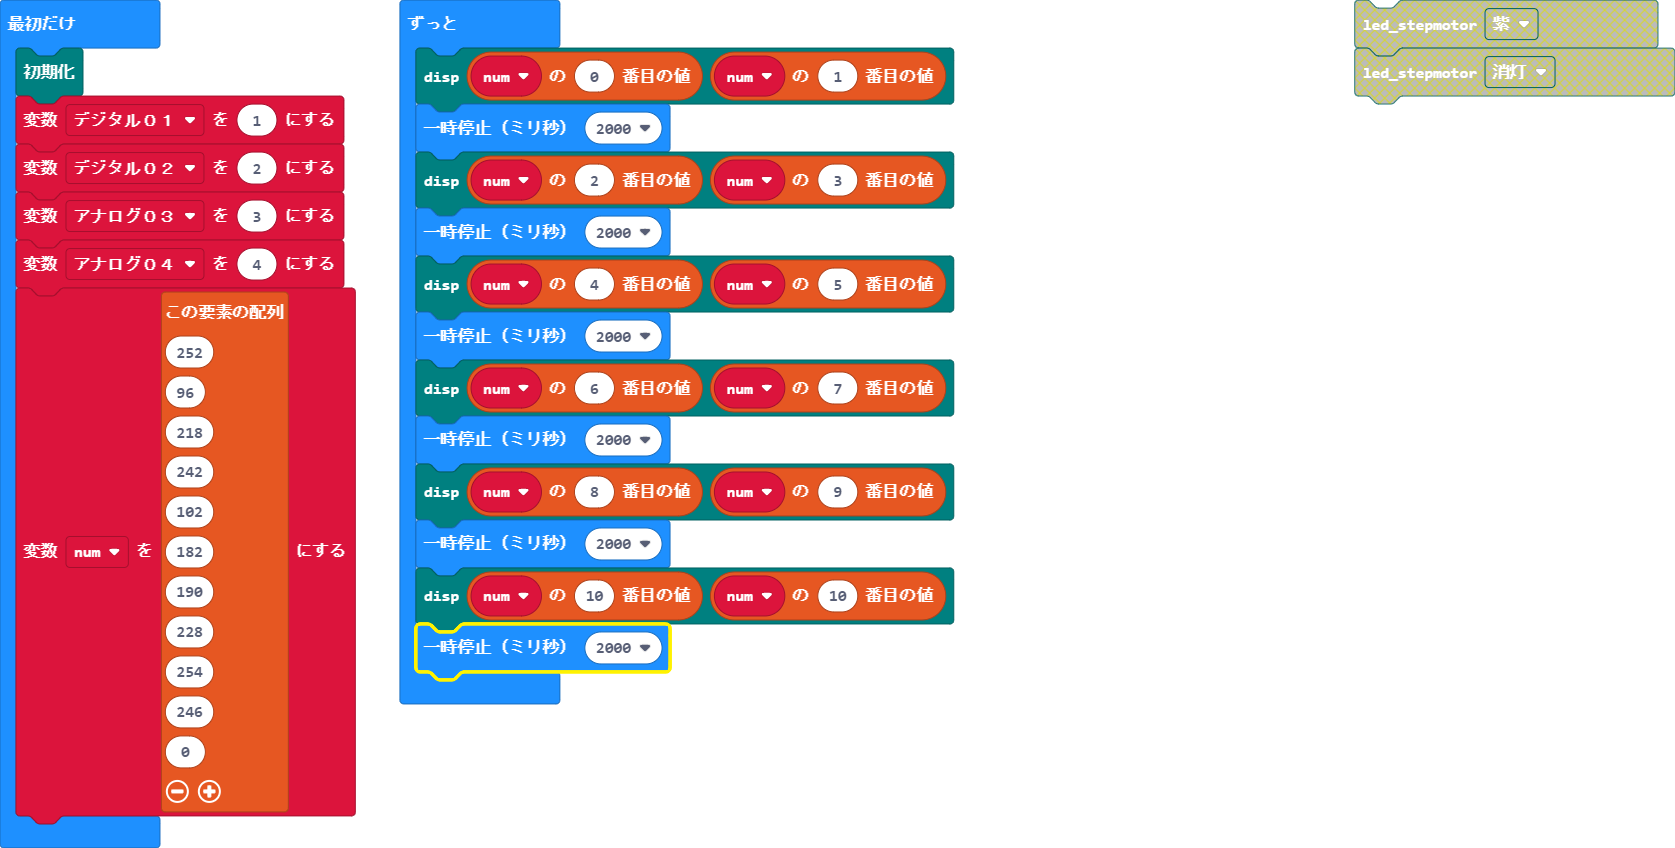 最初だけ
初期化
変数 デジタル01 を 1 にする
変数 デジタル02 を 2 にする
変数 アナログ03 を 3 にする
変数 アナログ04 を 4 にする
この要素の配列
252
96
218
242
102
182
変数 num を にする
190
228
254
246
0
ずっと
disp num の 0 番目の値 num の 1 番目の値
一時停止（ミリ秒） 2000
disp num の 2 番目の値 num の 3 番目の値
一時停止（ミリ秒） 2000
disp num の 4 番目の値 num の 5 番目の値
一時停止（ミリ秒） 2000
disp num の 6 番目の値 num の 7 番目の値
一時停止（ミリ秒） 2000
disp num の 8 番目の値 num の 9 番目の値
一時停止（ミリ秒） 2000
disp num の 10 番目の値 num の 10 番目の値
一時停止（ミリ秒） 2000
led_stepmotor 紫
led_stepmotor 消灯